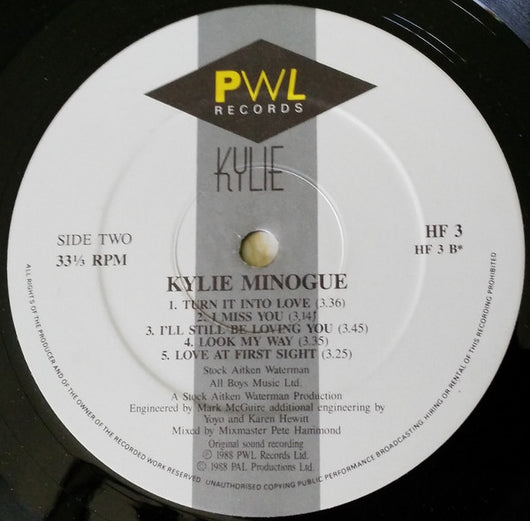 PWL
RECORDS
KYLIE
SIDE TWO
33⅓ RPM
HF 3
HF 3 B*
KYLIE MINOGUE
1. TURN IT INTO LOVE (3.36)
2. I MISS YOU (3.14)
3. I'LL STILL BE LOVING YOU (3.45)
4. LOOK MY WAY (3.35)
5. LOVE AT FIRST SIGHT (3.25)
Stock Aitken Waterman
All Boys Music Ltd.
A Stock Aitken Waterman Production
Engineered by Mark McGuire additional engineering by
Yoyo and Karen Hewitt
Mixed by Mixmaster Pete Hammond
Original sound recording
℗ 1988 PWL Records Ltd.
© 1988 PAL Productions Ltd.
ALL RIGHTS OF THE PRODUCER AND OF THE OWNER OF THE RECORDED WORK RESERVED. UNAUTHORISED COPYING PUBLIC PERFORMANCE BROADCASTING HIRING OR RENTAL OF THIS RECORDING PROHIBITED